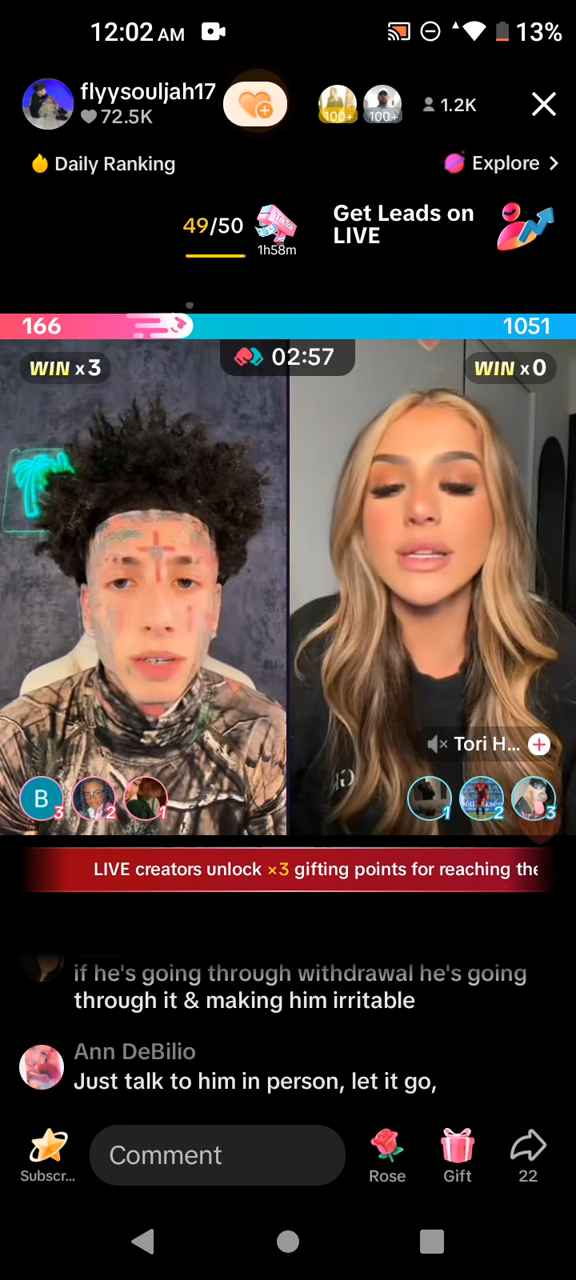 12:02 AM
13%
flyysouljah17
72.5K
100+
100+
1.2K
Daily Ranking
Explore >
49/50
TikTok
1h58m
Get Leads on
LIVE
166
1051
WIN x3
02:57
WIN x0
Tori H...
B
3
2
1
1
2
3
LIVE creators unlock ×3 gifting points for reaching the
if he's going through withdrawal he's going
through it & making him irritable
Ann DeBilio
Just talk to him in person, let it go,
Subscr...
Comment
Rose
Gift
22